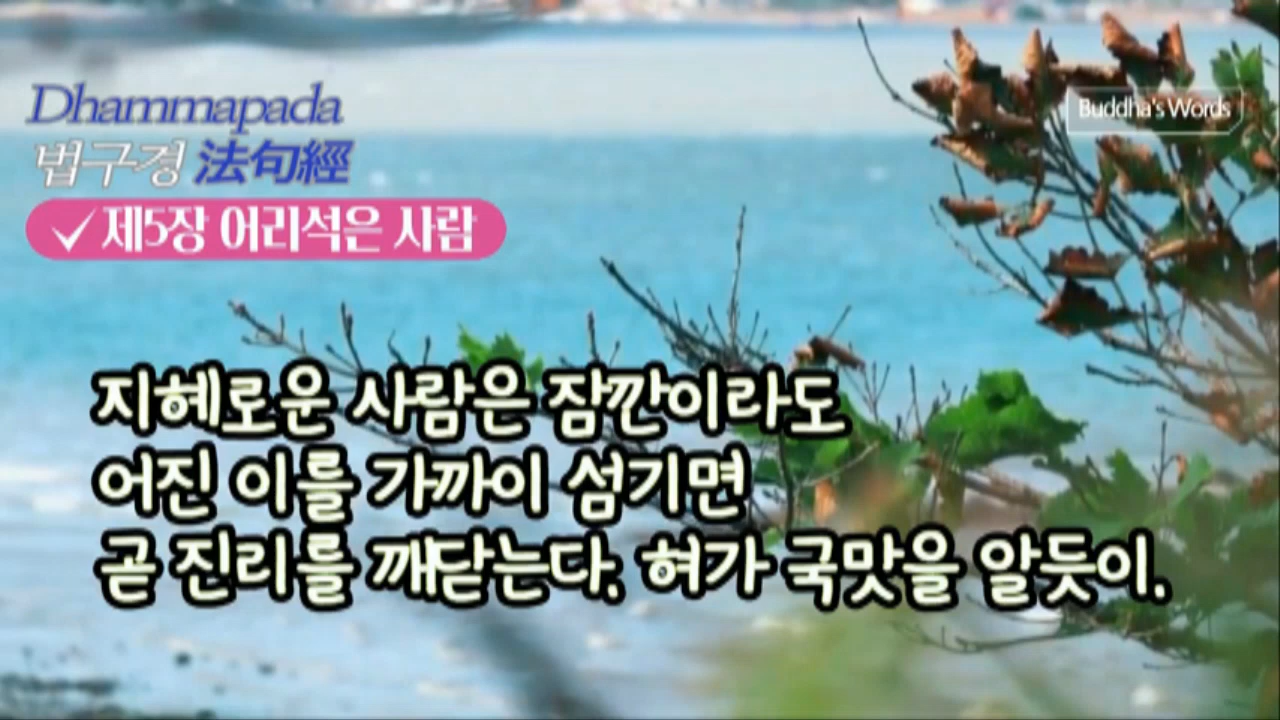 Dhammapada
법구경 法句經
Buddha's Words
제5장 어리석은 사람
지혜로운 사람은 잠깐이라도
어진 이를 가까이 섬기면
곧 진리를 깨닫는다. 혀가 국맛을 알듯이.